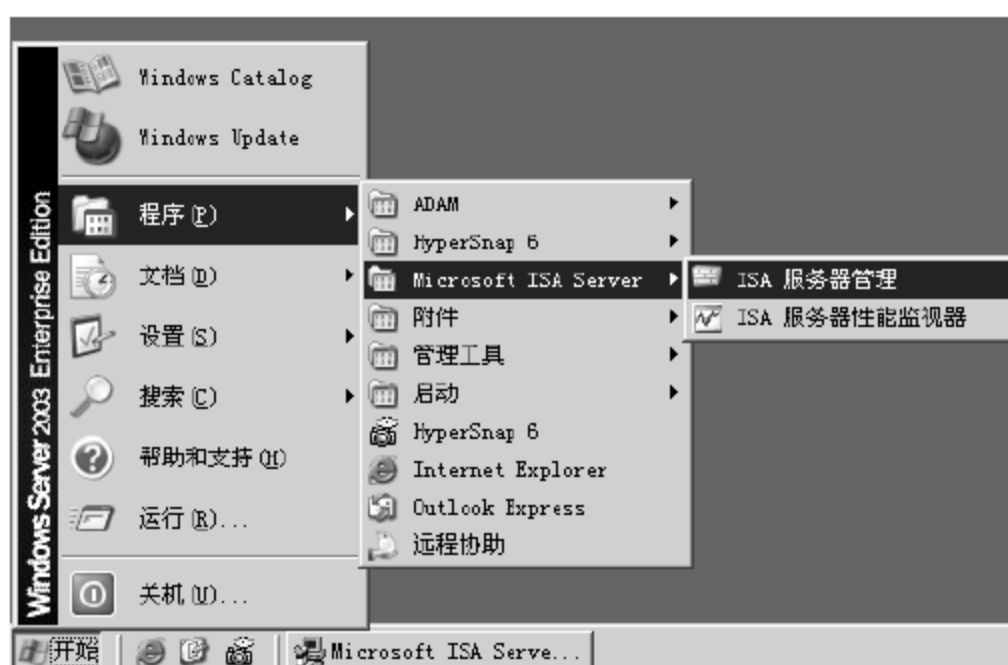 Windows Server 2003 Enterprise Edition
Windows Catalog
Windows Update
程序(P)
文档(D)
设置(S)
搜索(C)
帮助和支持(H)
运行(R)...
关机(U)...
ADAM
HyperSnap 6
Microsoft ISA Server
附件
管理工具
启动
HyperSnap 6
Internet Explorer
Outlook Express
远程协助
ISA 服务器管理
ISA 服务器性能监视器
开始
Microsoft ISA Serve...